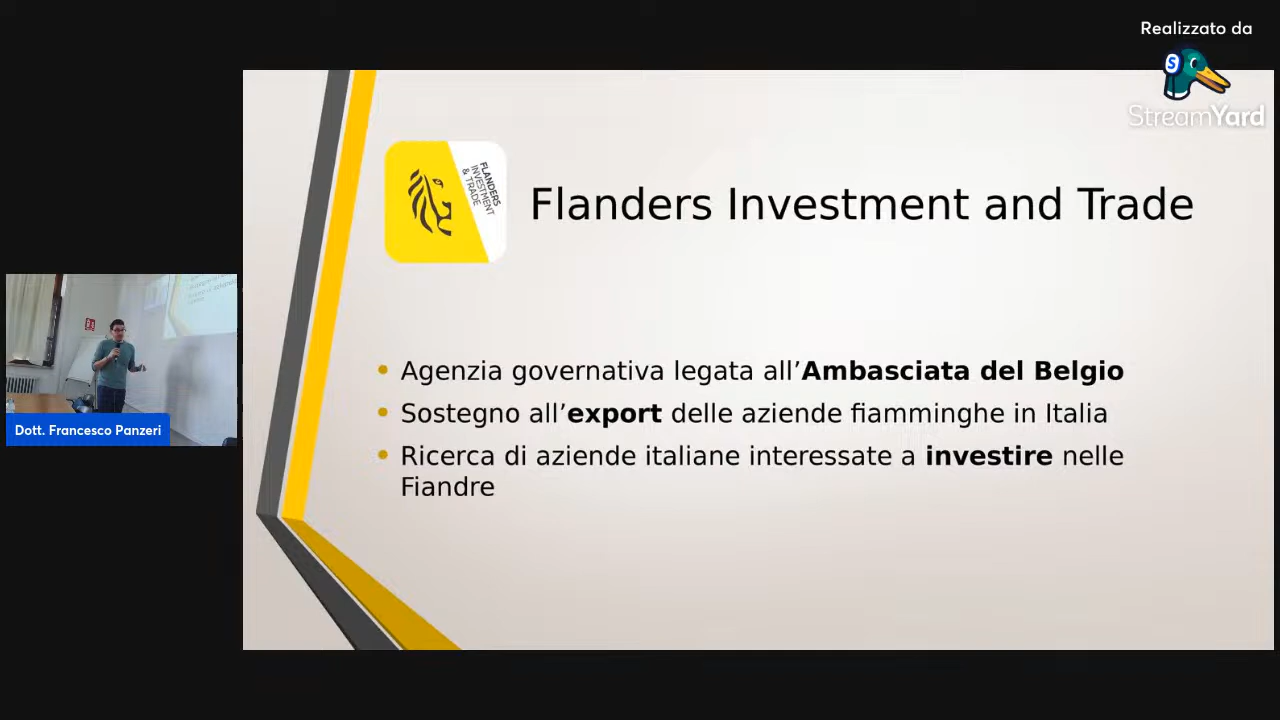 Realizzato da
StreamYard
FLANDERS
INVESTMENT
& TRADE
Flanders Investment and Trade
Agenzia governativa legata all’Ambasciata del Belgio
Sostegno all’export delle aziende fiamminghe in Italia
Ricerca di aziende italiane interessate a investire nelle
Fiandre
Dott. Francesco Panzeri